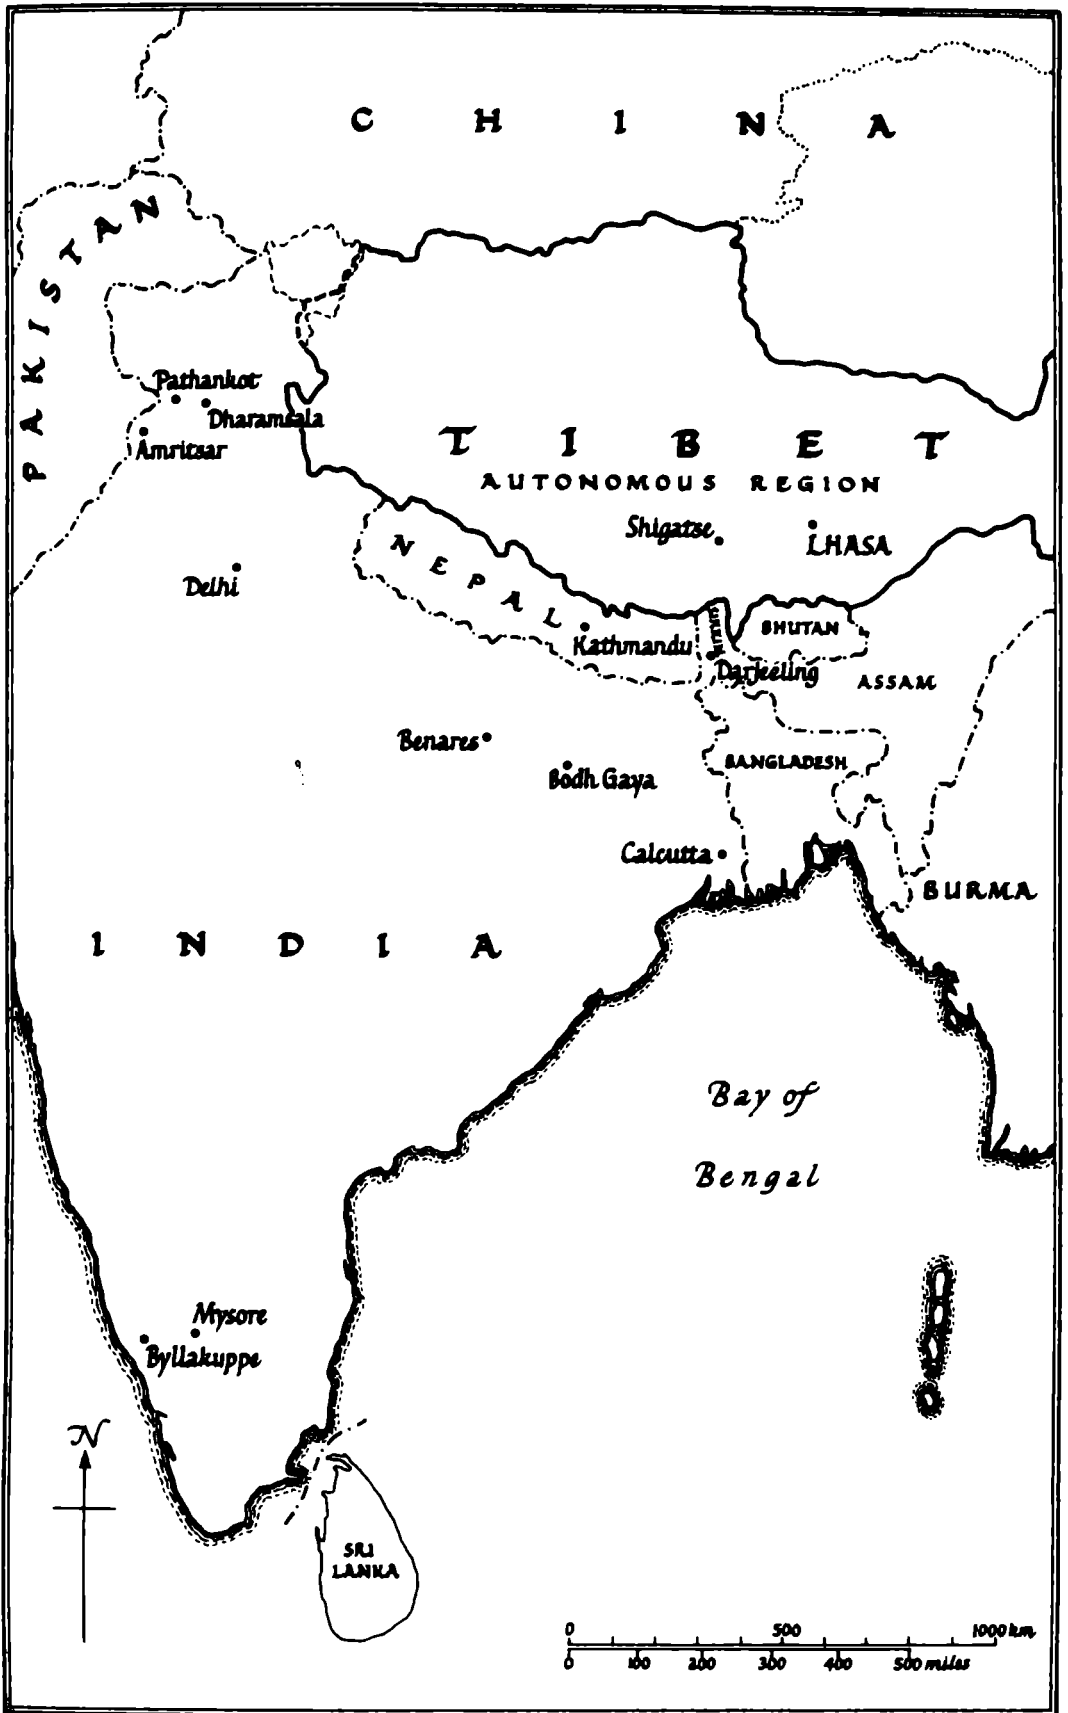 CHINA
PAKISTAN
Pathankot
Dharamsala
Amritsar
TIBET
AUTONOMOUS REGION
Shigatse
LHASA
NEPAL
Delhi
SIKKIM
BHUTAN
Kathmandu
Darjeeling
ASSAM
Benares
BANGLADESH
Bodh Gaya
Calcutta
BURMA
INDIA
Bay of
Bengal
Mysore
Byllakuppe
N
SRI
LANKA
0 500 1000 km
0 100 200 300 400 500 miles